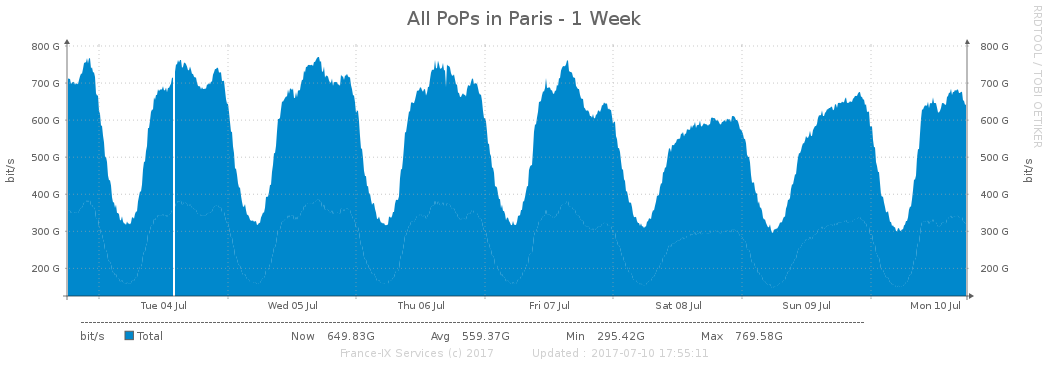 All PoPs in Paris - 1 Week
RRDTOOL / TOBI OETIKER
800 G 800 G
700 G 700 G
600 G 600 G
500 G 500 G
400 G 400 G
300 G 300 G
200 G 200 G
bit/s bit/s
Tue 04 Jul Wed 05 Jul Thu 06 Jul Fri 07 Jul Sat 08 Jul Sun 09 Jul Mon 10 Jul
bit/s Total Now 649.83G Avg 559.37G Min 295.42G Max 769.58G
France-IX Services (c) 2017 Updated : 2017-07-10 17:55:11